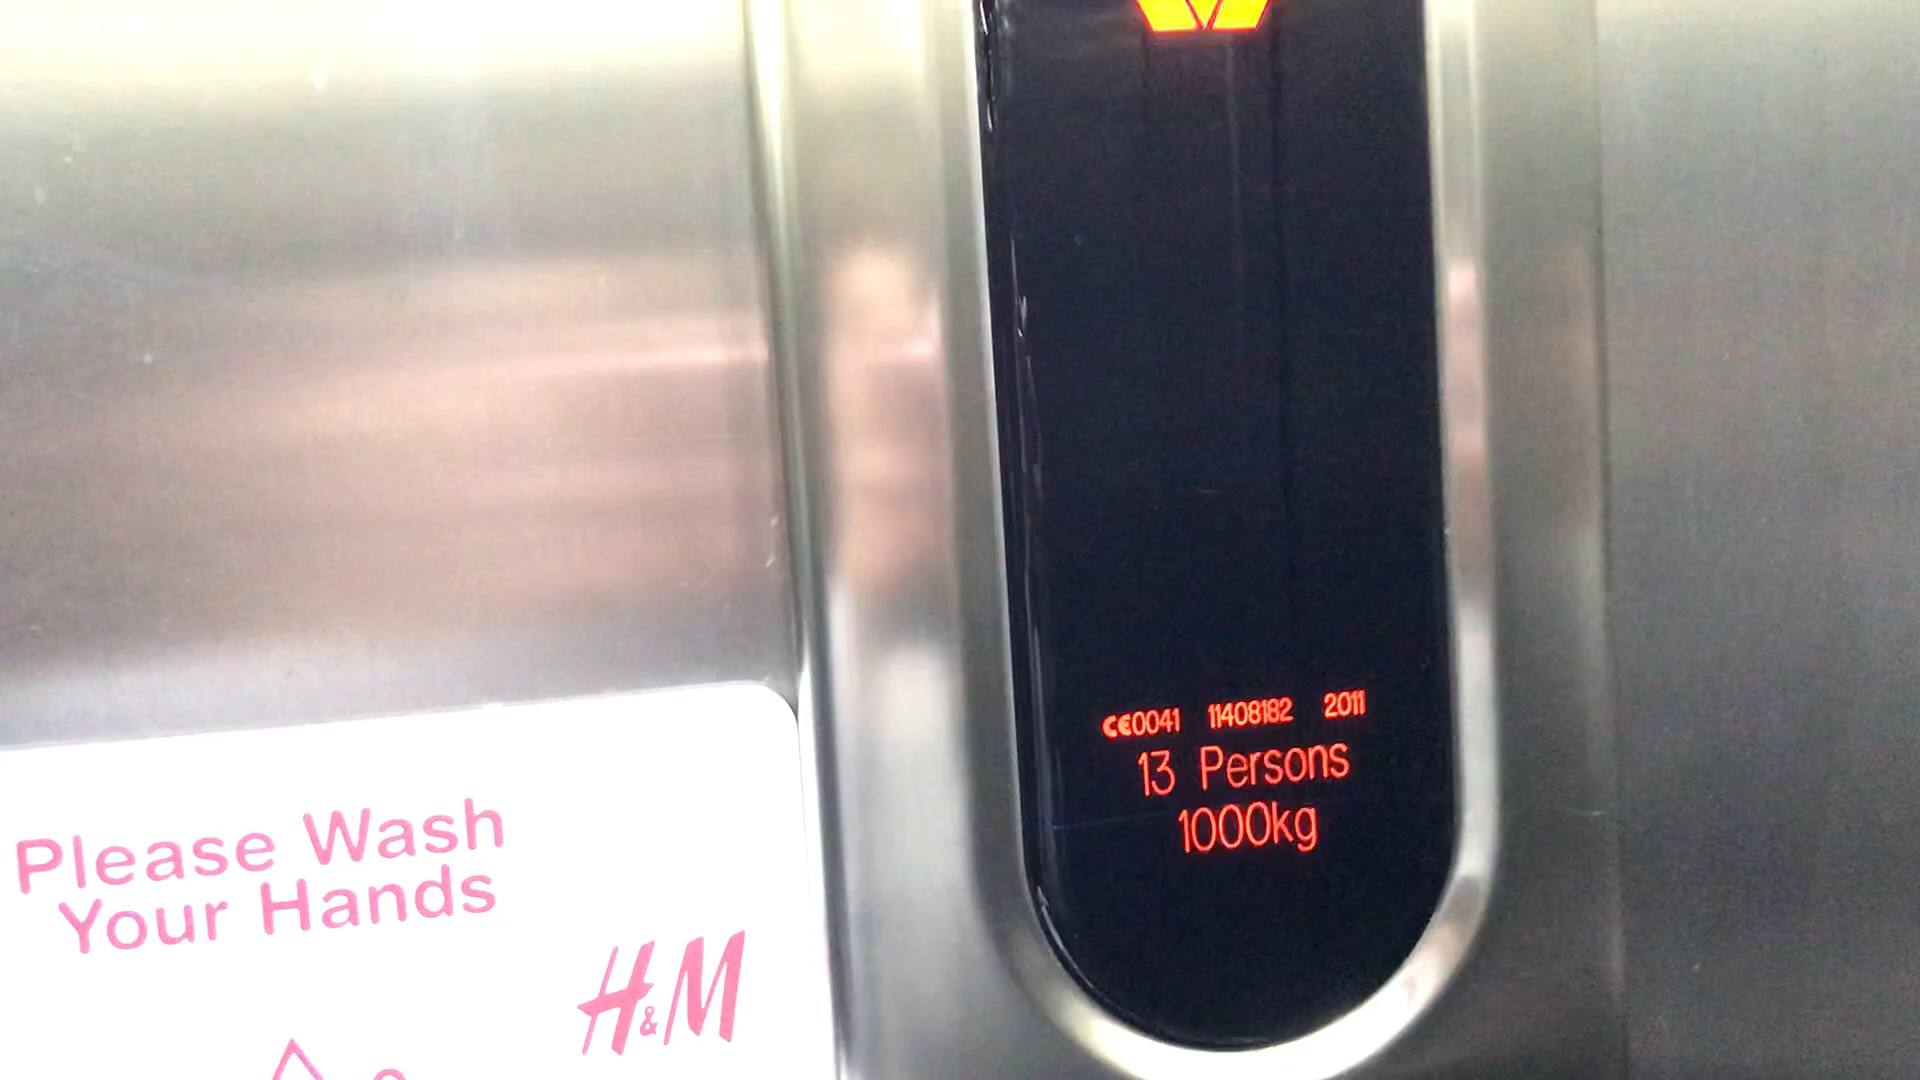 Please Wash
Your Hands
H&M
CE0041 11408182 2011
13 Persons
1000kg